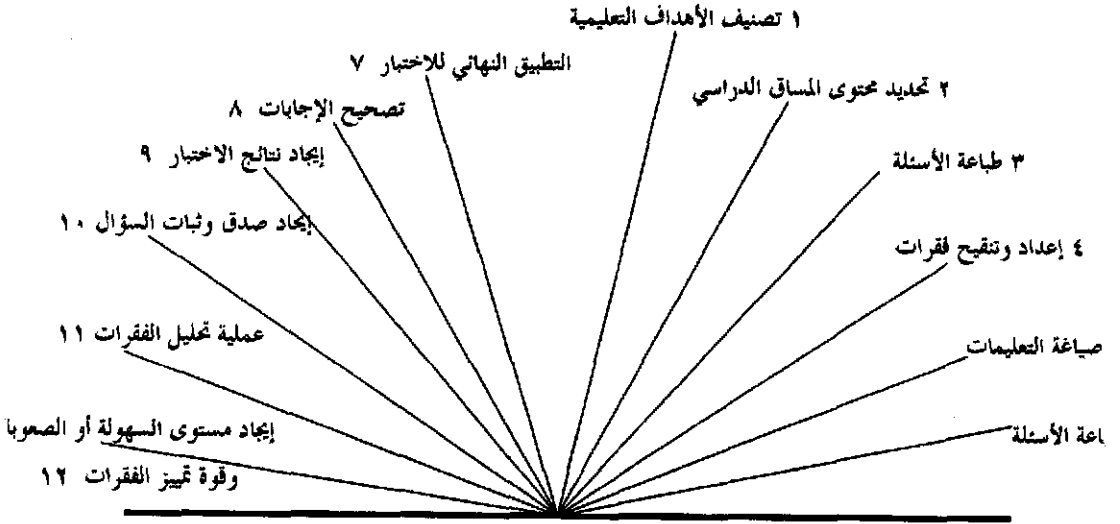 ١ تصنيف الأهداف التعليمية
٢ تحديد محتوى المساق الدراسي
٣ طباعة الأسئلة
٤ إعداد وتنقيح فقرات
صياغة التعليمات
اعة الأسئلة
التطبيق النهائي للاختبار ٧
تصحيح الإجابات ٨
إيجاد نتائج الاختبار ٩
إيجاد صدق وثبات السؤال ١٠
عملية تحليل الفقرات ١١
إيجاد مستوى السهولة أو الصعوبا
وقوة تمييز الفقرات ١٢